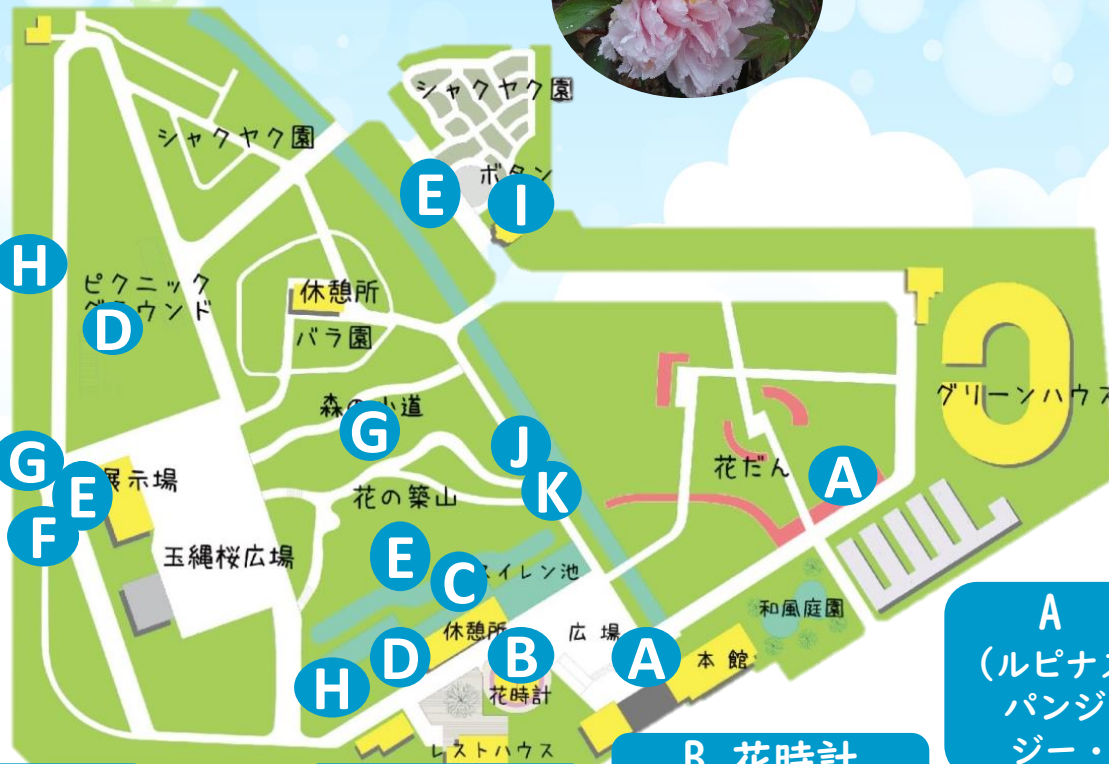 シャクヤク園
シャクヤク園
ボタン
E
I
H
ピクニック
グラウンド
D
休憩所
バラ園
グリーンハウス
森の小道
G
花だん
A
J
K
G
E
展示場
F
花の築山
玉縄桜広場
E
C
スイレン池
和風庭園
休憩所
広場
D
B
A
本館
H
花時計
レストハウス
A
(ルピナス
パンジ
ジー・
B 花時計